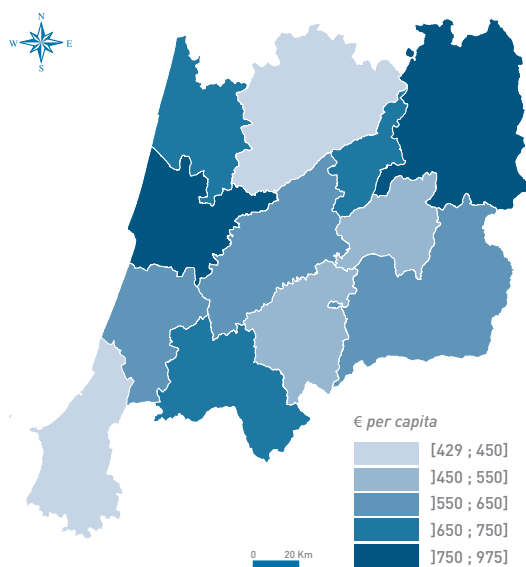 N
W E
S
€ per capita
]429 ; 450]
]450 ; 550]
]550 ; 650]
]650 ; 750]
]750 ; 975]
0 20 Km